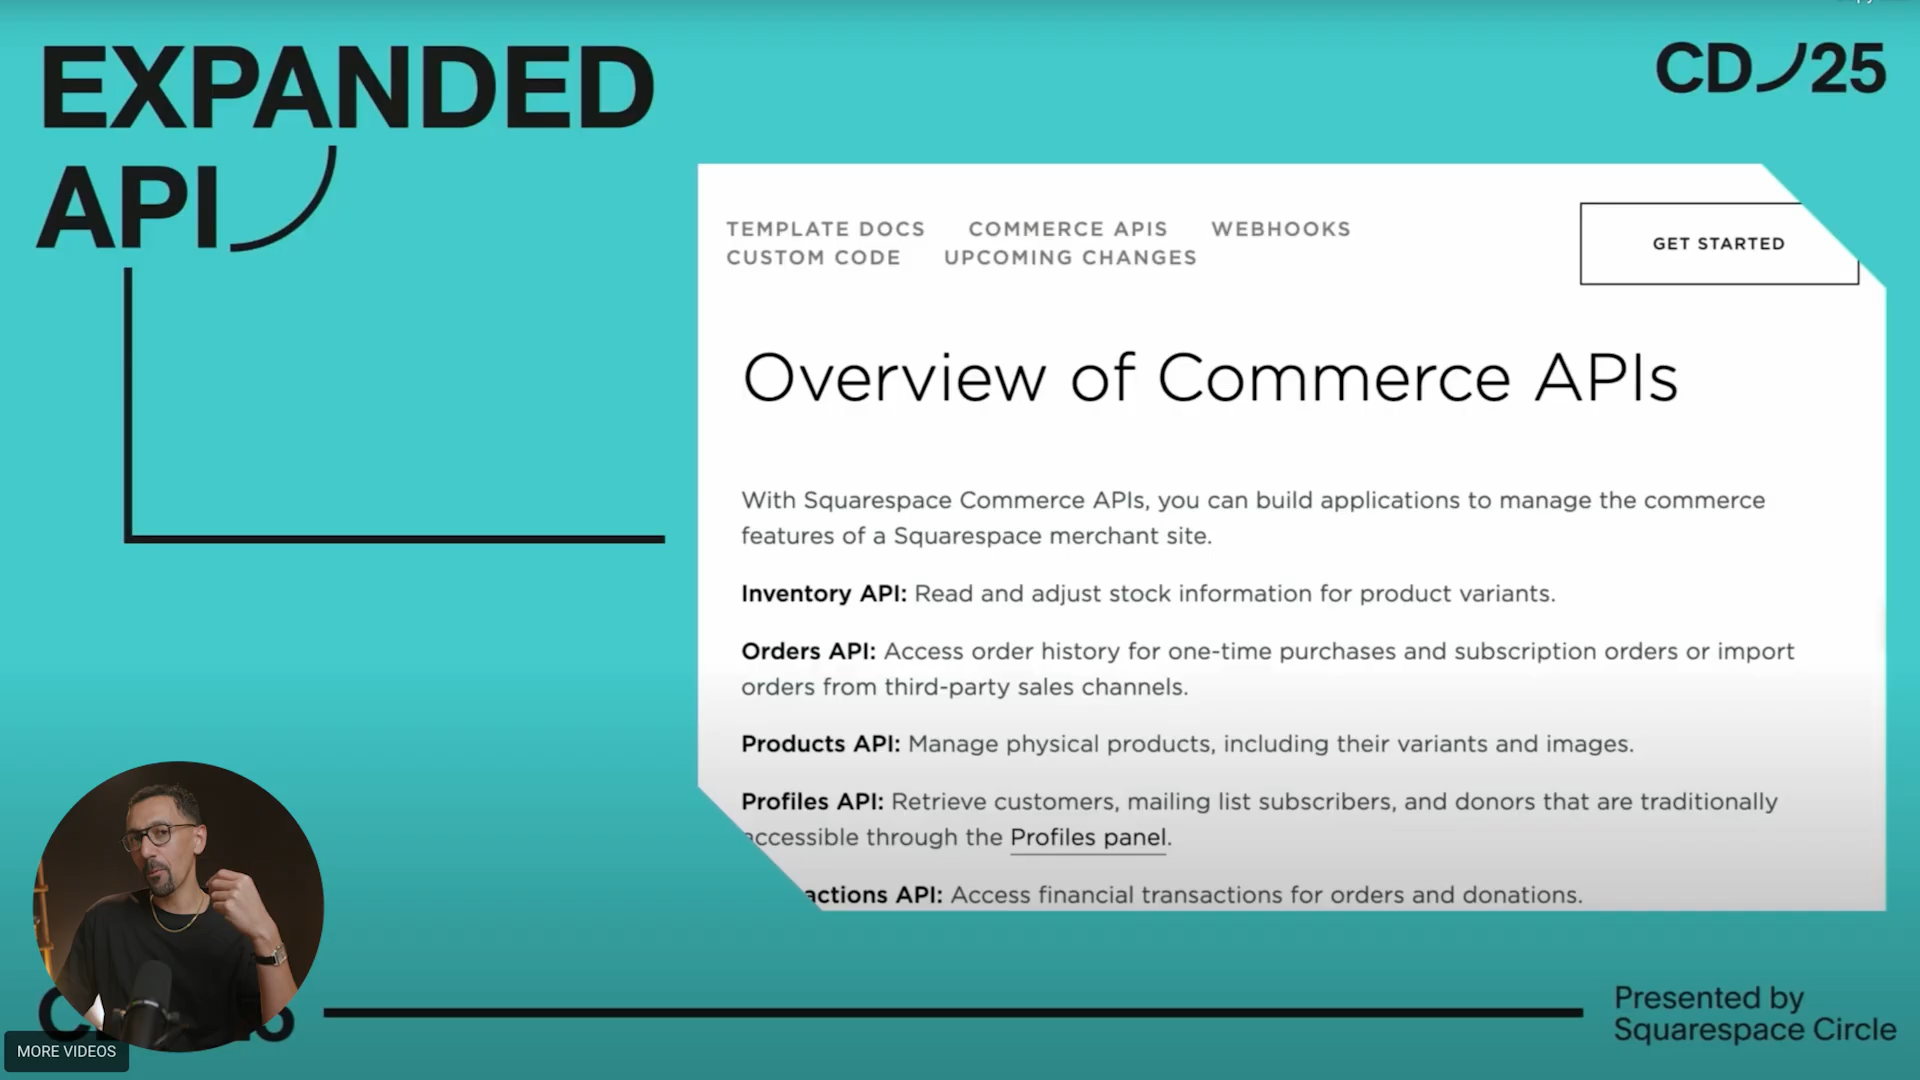 EXPANDED
API
CD 25
TEMPLATE DOCS COMMERCE APIS WEBHOOKS
CUSTOM CODE UPCOMING CHANGES
GET STARTED
Overview of Commerce APIs
With Squarespace Commerce APIs, you can build applications to manage the commerce
features of a Squarespace merchant site.
Inventory API: Read and adjust stock information for product variants.
Orders API: Access order history for one-time purchases and subscription orders or import
orders from third-party sales channels.
Products API: Manage physical products, including their variants and images.
Profiles API: Retrieve customers, mailing list subscribers, and donors that are traditionally
accessible through the Profiles panel.
actions API: Access financial transactions for orders and donations.
MORE VIDEOS
Presented by
Squarespace Circle